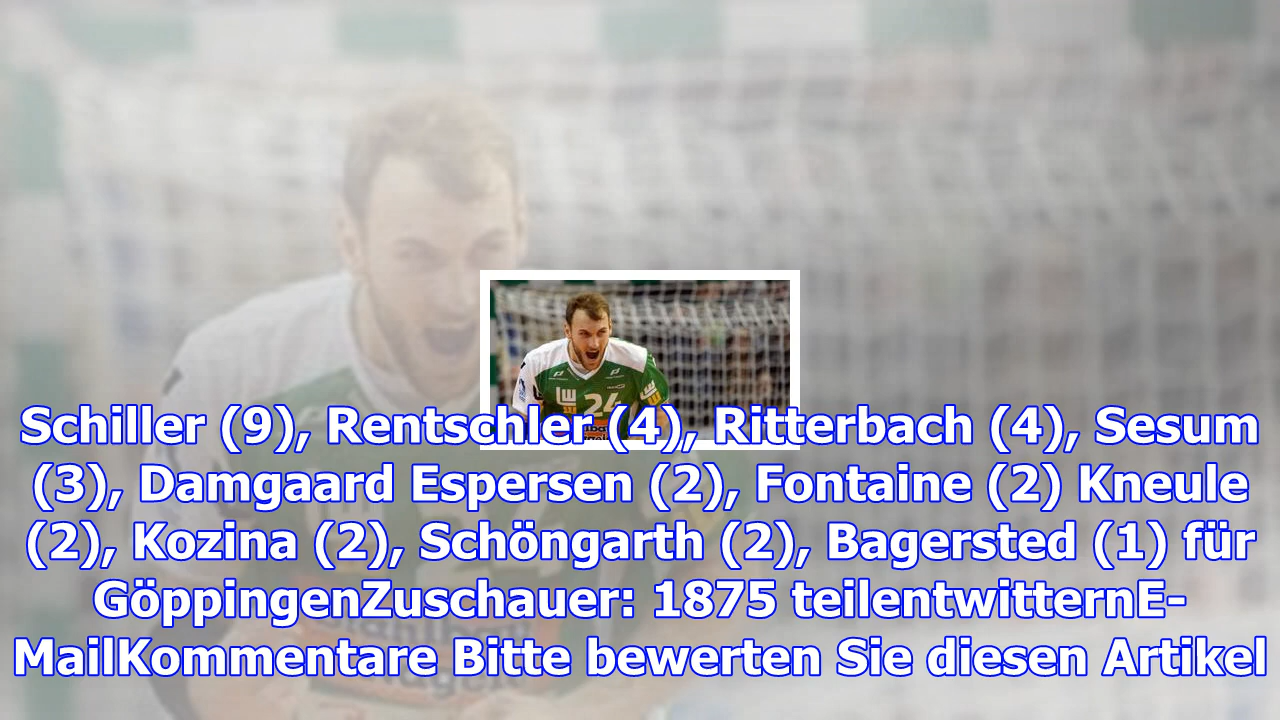 24
Schiller (9), Rentschler (4), Ritterbach (4), Sesum
(3), Damgaard Espersen (2), Fontaine (2) Kneule
(2), Kozina (2), Schöngarth (2), Bagersted (1) für
GöppingenZuschauer: 1875 teilentwitternE-
MailKommentare Bitte bewerten Sie diesen Artikel